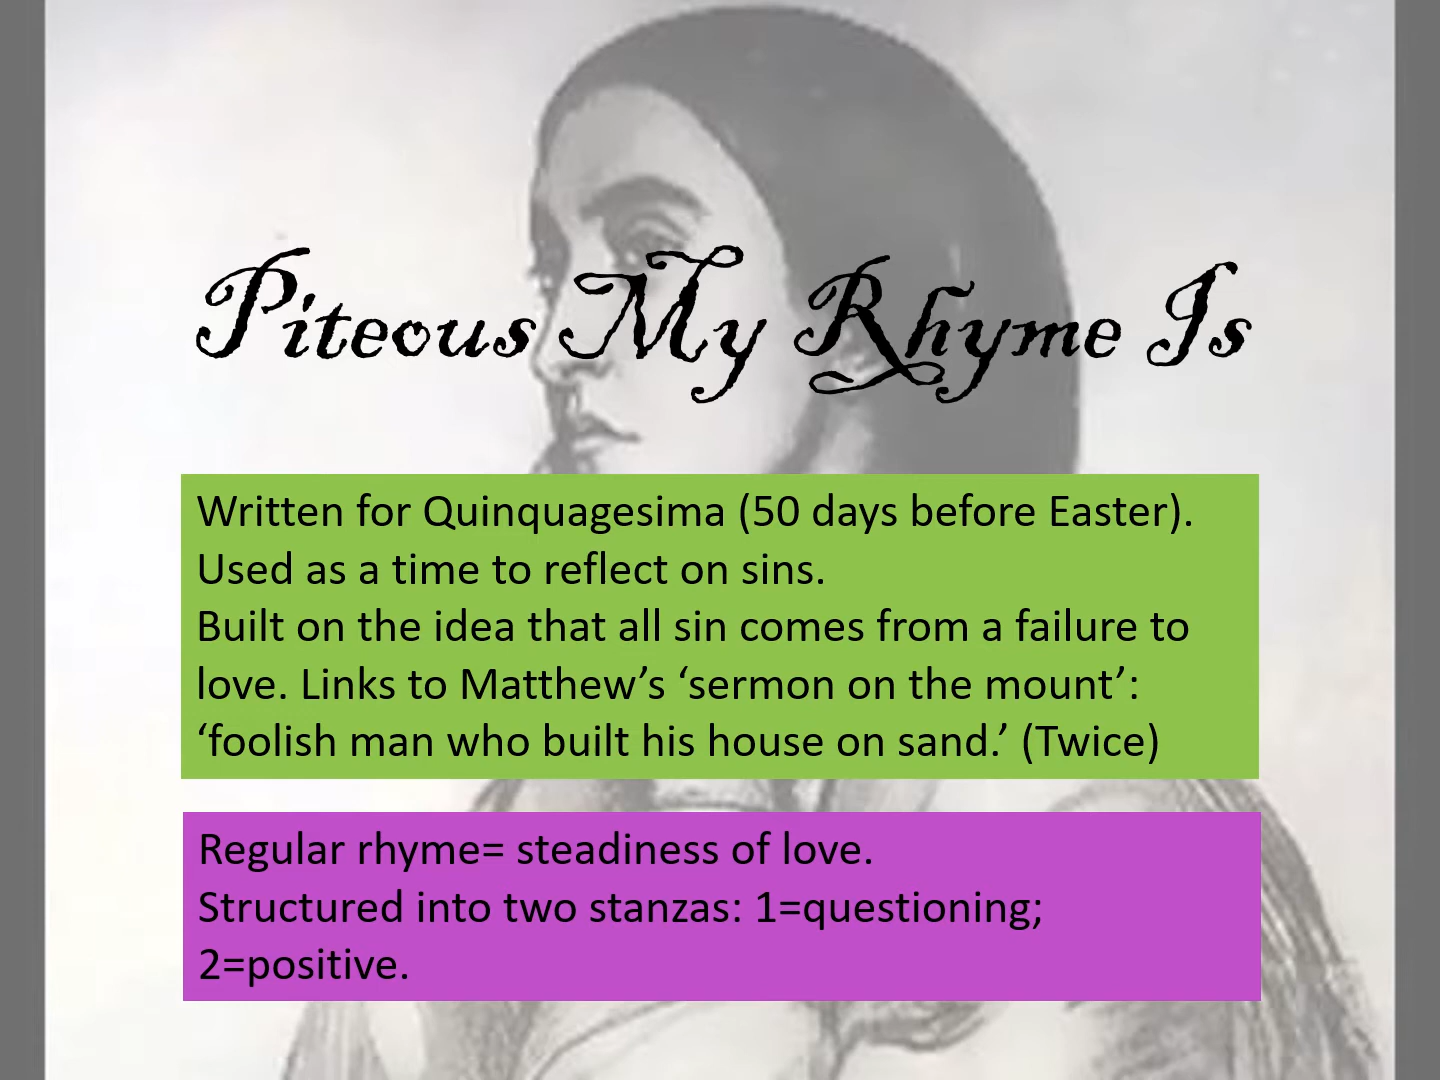 Piteous My Rhyme Is
Written for Quinquagesima (50 days before Easter).
Used as a time to reflect on sins.
Built on the idea that all sin comes from a failure to
love. Links to Matthew’s ‘sermon on the mount’:
‘foolish man who built his house on sand.’ (Twice)
Regular rhyme= steadiness of love.
Structured into two stanzas: 1=questioning;
2=positive.